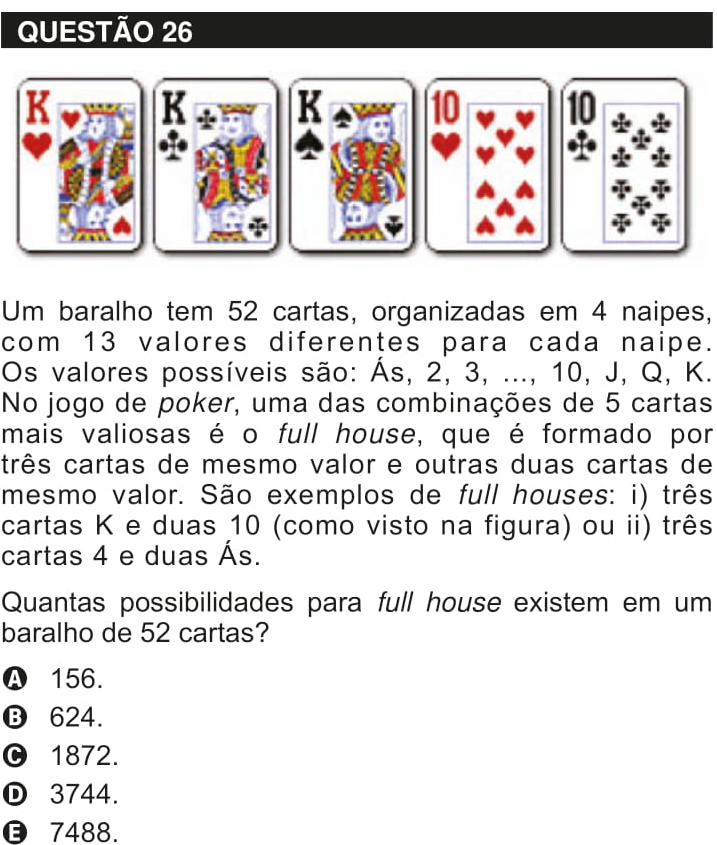 QUESTÃO 26
K K K 10 10
Um baralho tem 52 cartas, organizadas em 4 naipes,
com 13 valores diferentes para cada naipe.
Os valores possíveis são: Ás, 2, 3, ..., 10, J, Q, K.
No jogo de poker, uma das combinações de 5 cartas
mais valiosas é o full house, que é formado por
três cartas de mesmo valor e outras duas cartas de
mesmo valor. São exemplos de full houses: i) três
cartas K e duas 10 (como visto na figura) ou ii) três
cartas 4 e duas Ás.
Quantas possibilidades para full house existem em um
baralho de 52 cartas?
A 156.
B 624.
C 1872.
D 3744.
E 7488.